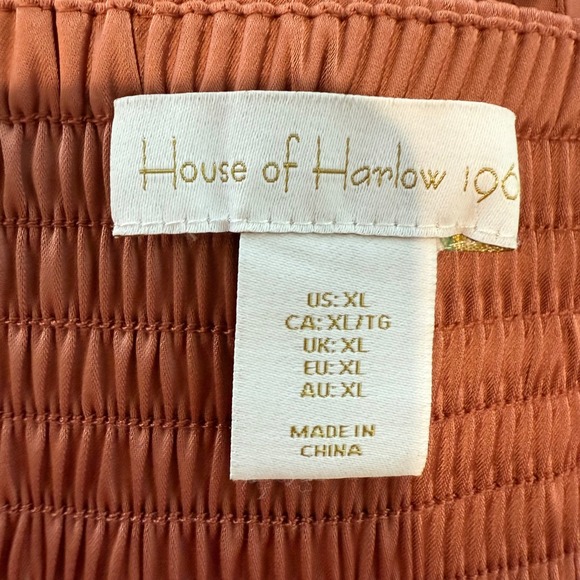 House of Harlow 196
US: XL
CA: XL/TG
UK: XL
EU: XL
AU: XL
MADE IN
CHINA